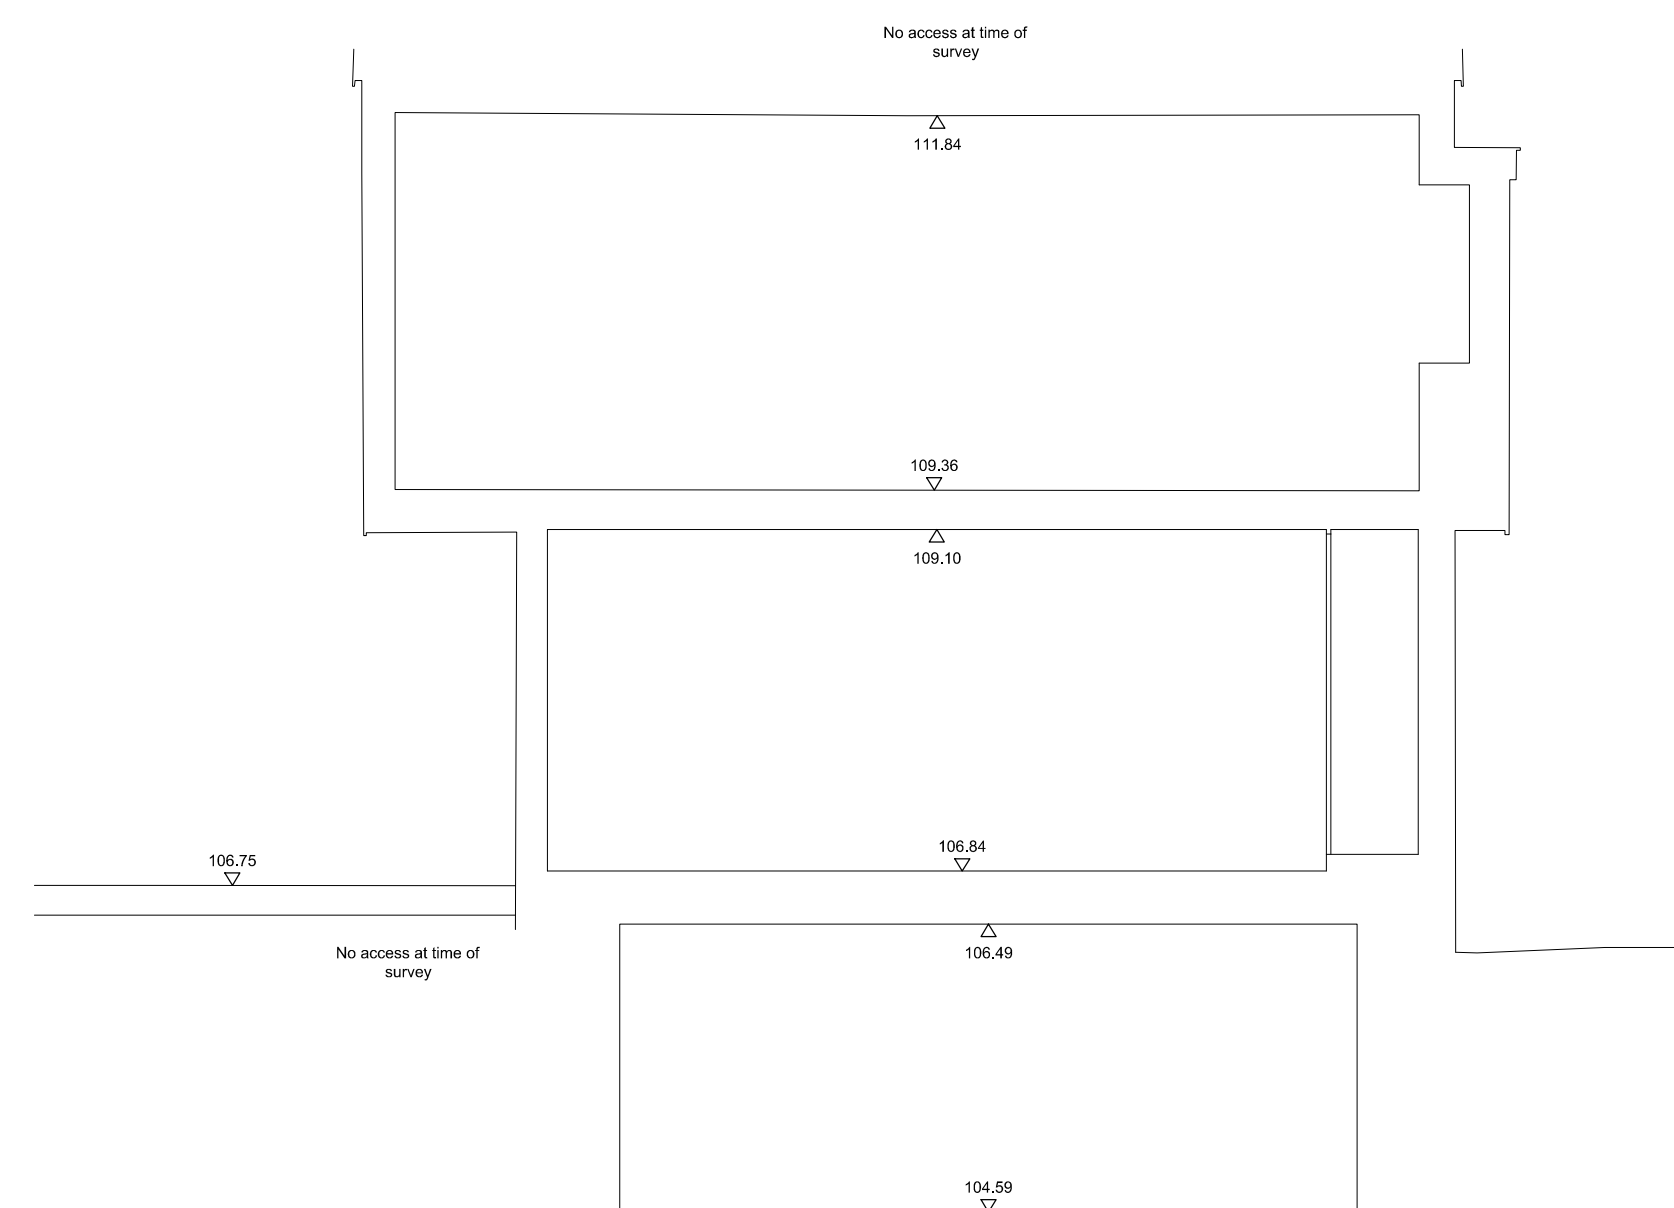 No access at time of
survey
111.84
109.36
109.10
106.84
106.75
106.49
No access at time of
survey
104.59